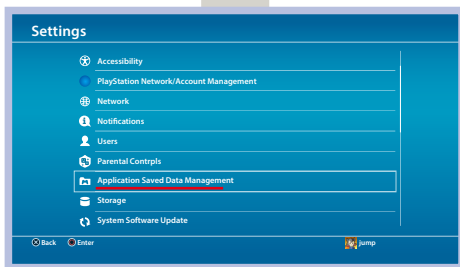 Settings
Accessibility
PlayStation Network/Account Management
Network
Notifications
Users
Parental Contrpls
Application Saved Data Management
Storage
System Software Update
Back Enter jump